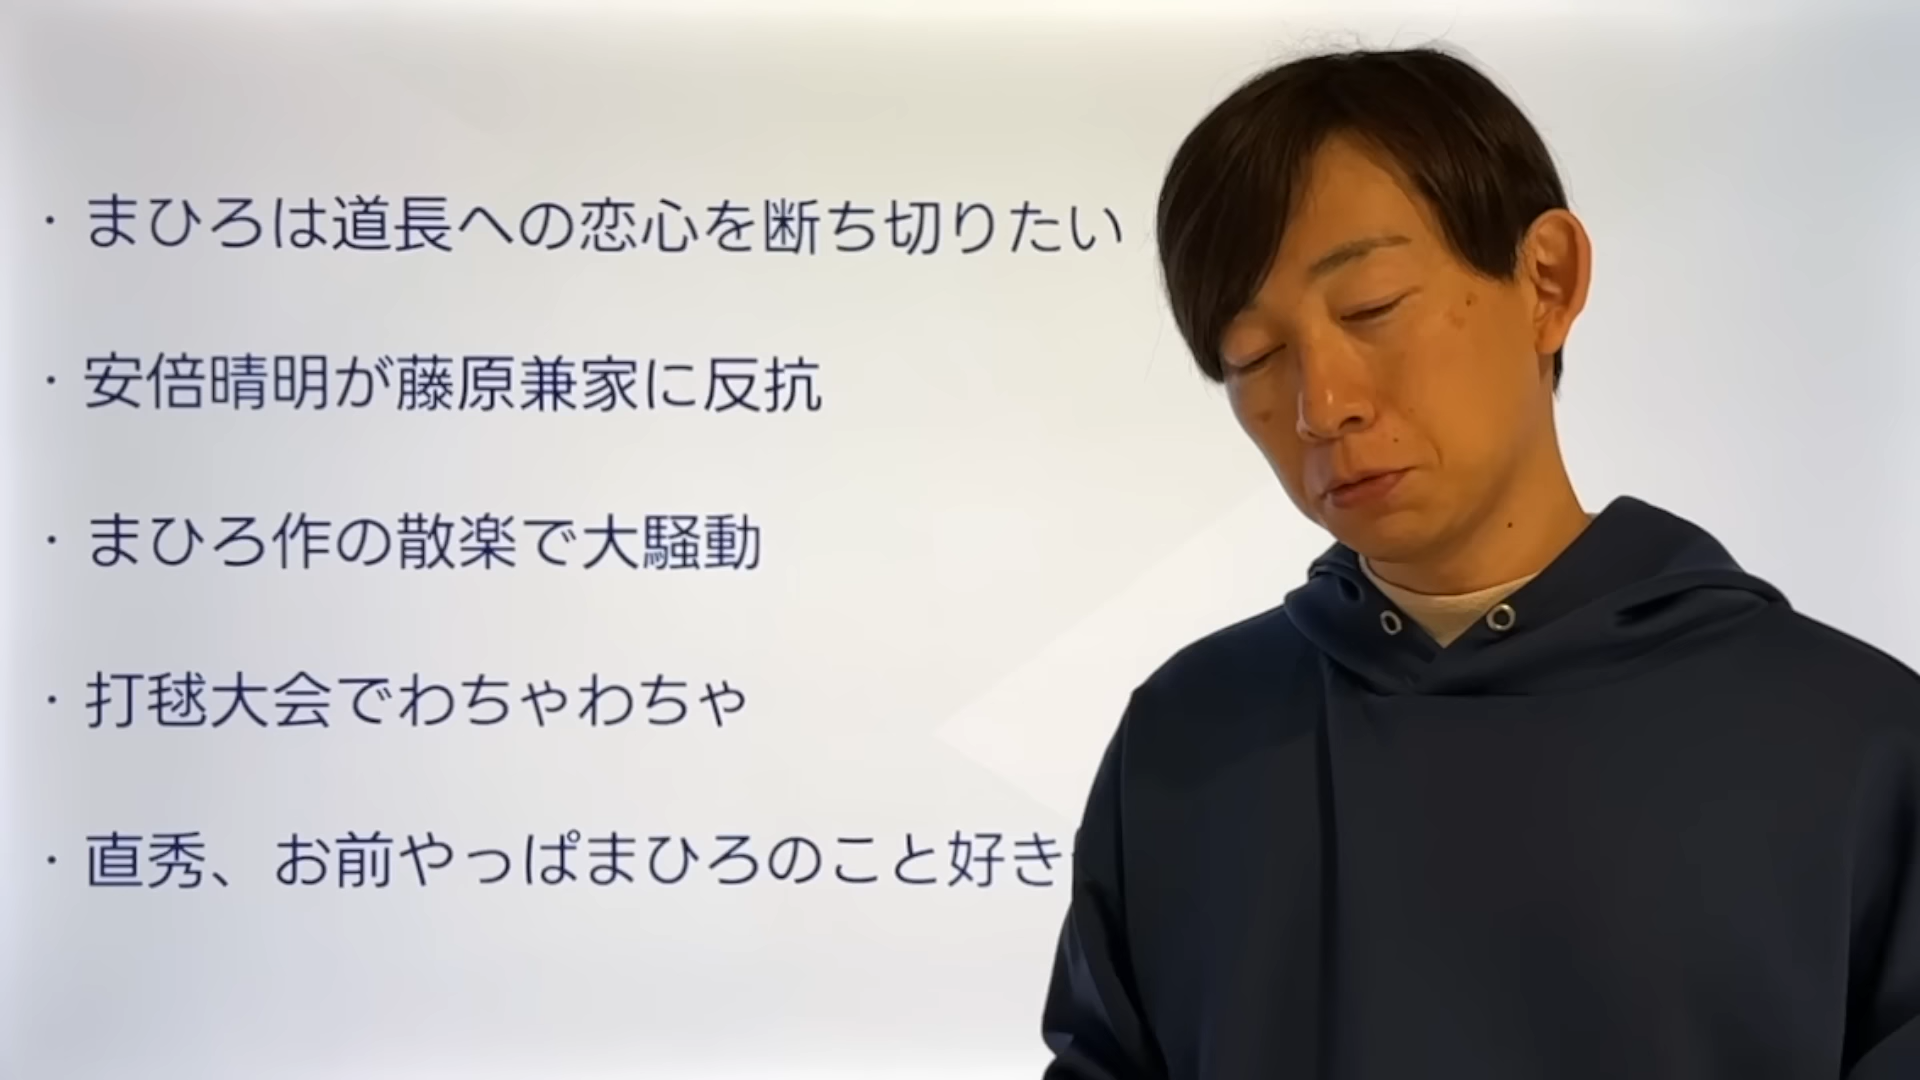 ・まひろは道長への恋心を断ち切りたい
・安倍晴明が藤原兼家に反抗
・まひろ作の散楽で大騒動
・打毬大会でわちゃわちゃ
・直秀、お前やっぱまひろのこと好き